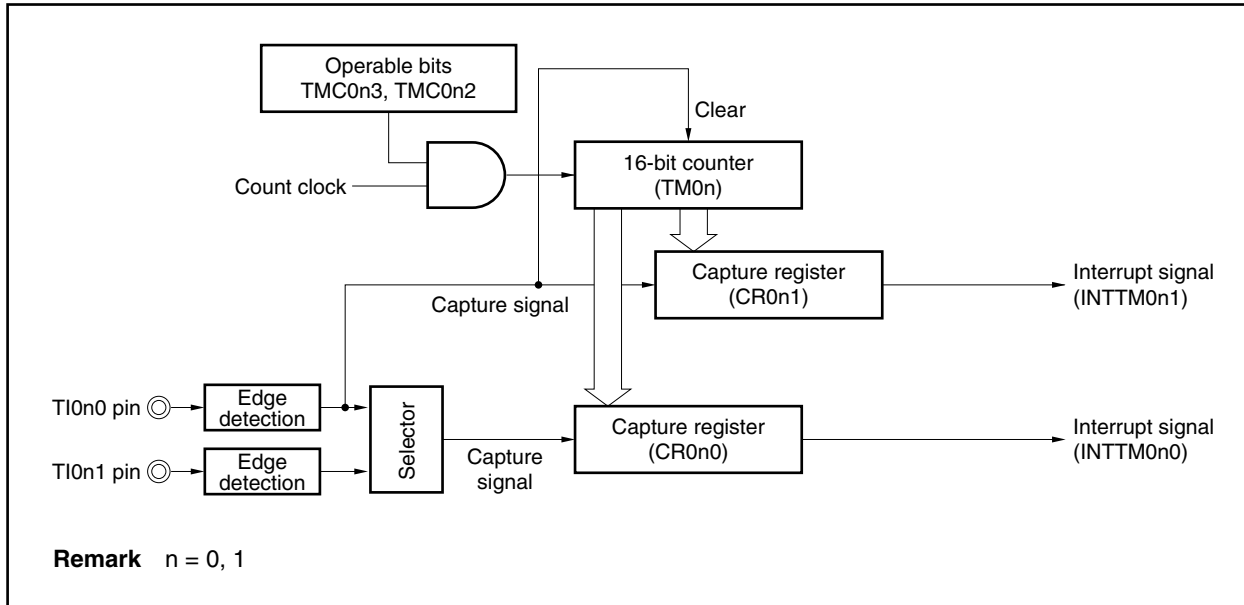 Operable bits
TMC0n3, TMC0n2
Clear
Count clock
16-bit counter
(TM0n)
Capture register
(CR0n1)
Interrupt signal
(INTTM0n1)
Capture signal
TI0n0 pin
Edge
detection
Selector
Capture register
(CR0n0)
Interrupt signal
(INTTM0n0)
TI0n1 pin
Edge
detection
Capture
signal
Remark n = 0, 1